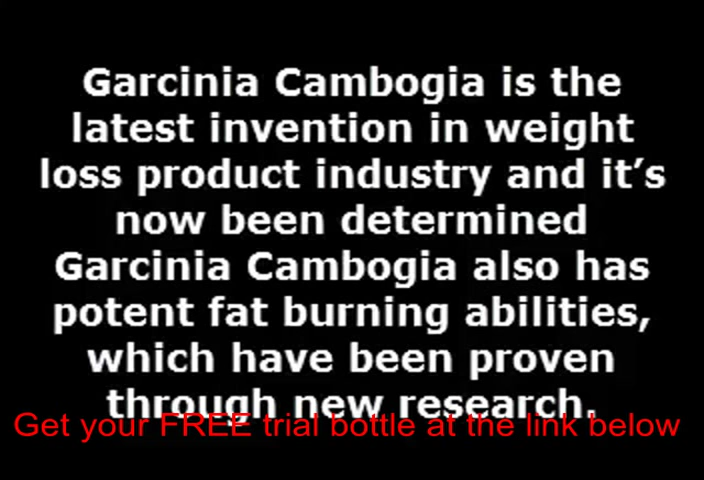 Garcinia Cambogia is the
latest invention in weight
loss product industry and it’s
now been determined
Garcinia Cambogia also has
potent fat burning abilities,
which have been proven
through new research.
Get your FREE trial bottle at the link below